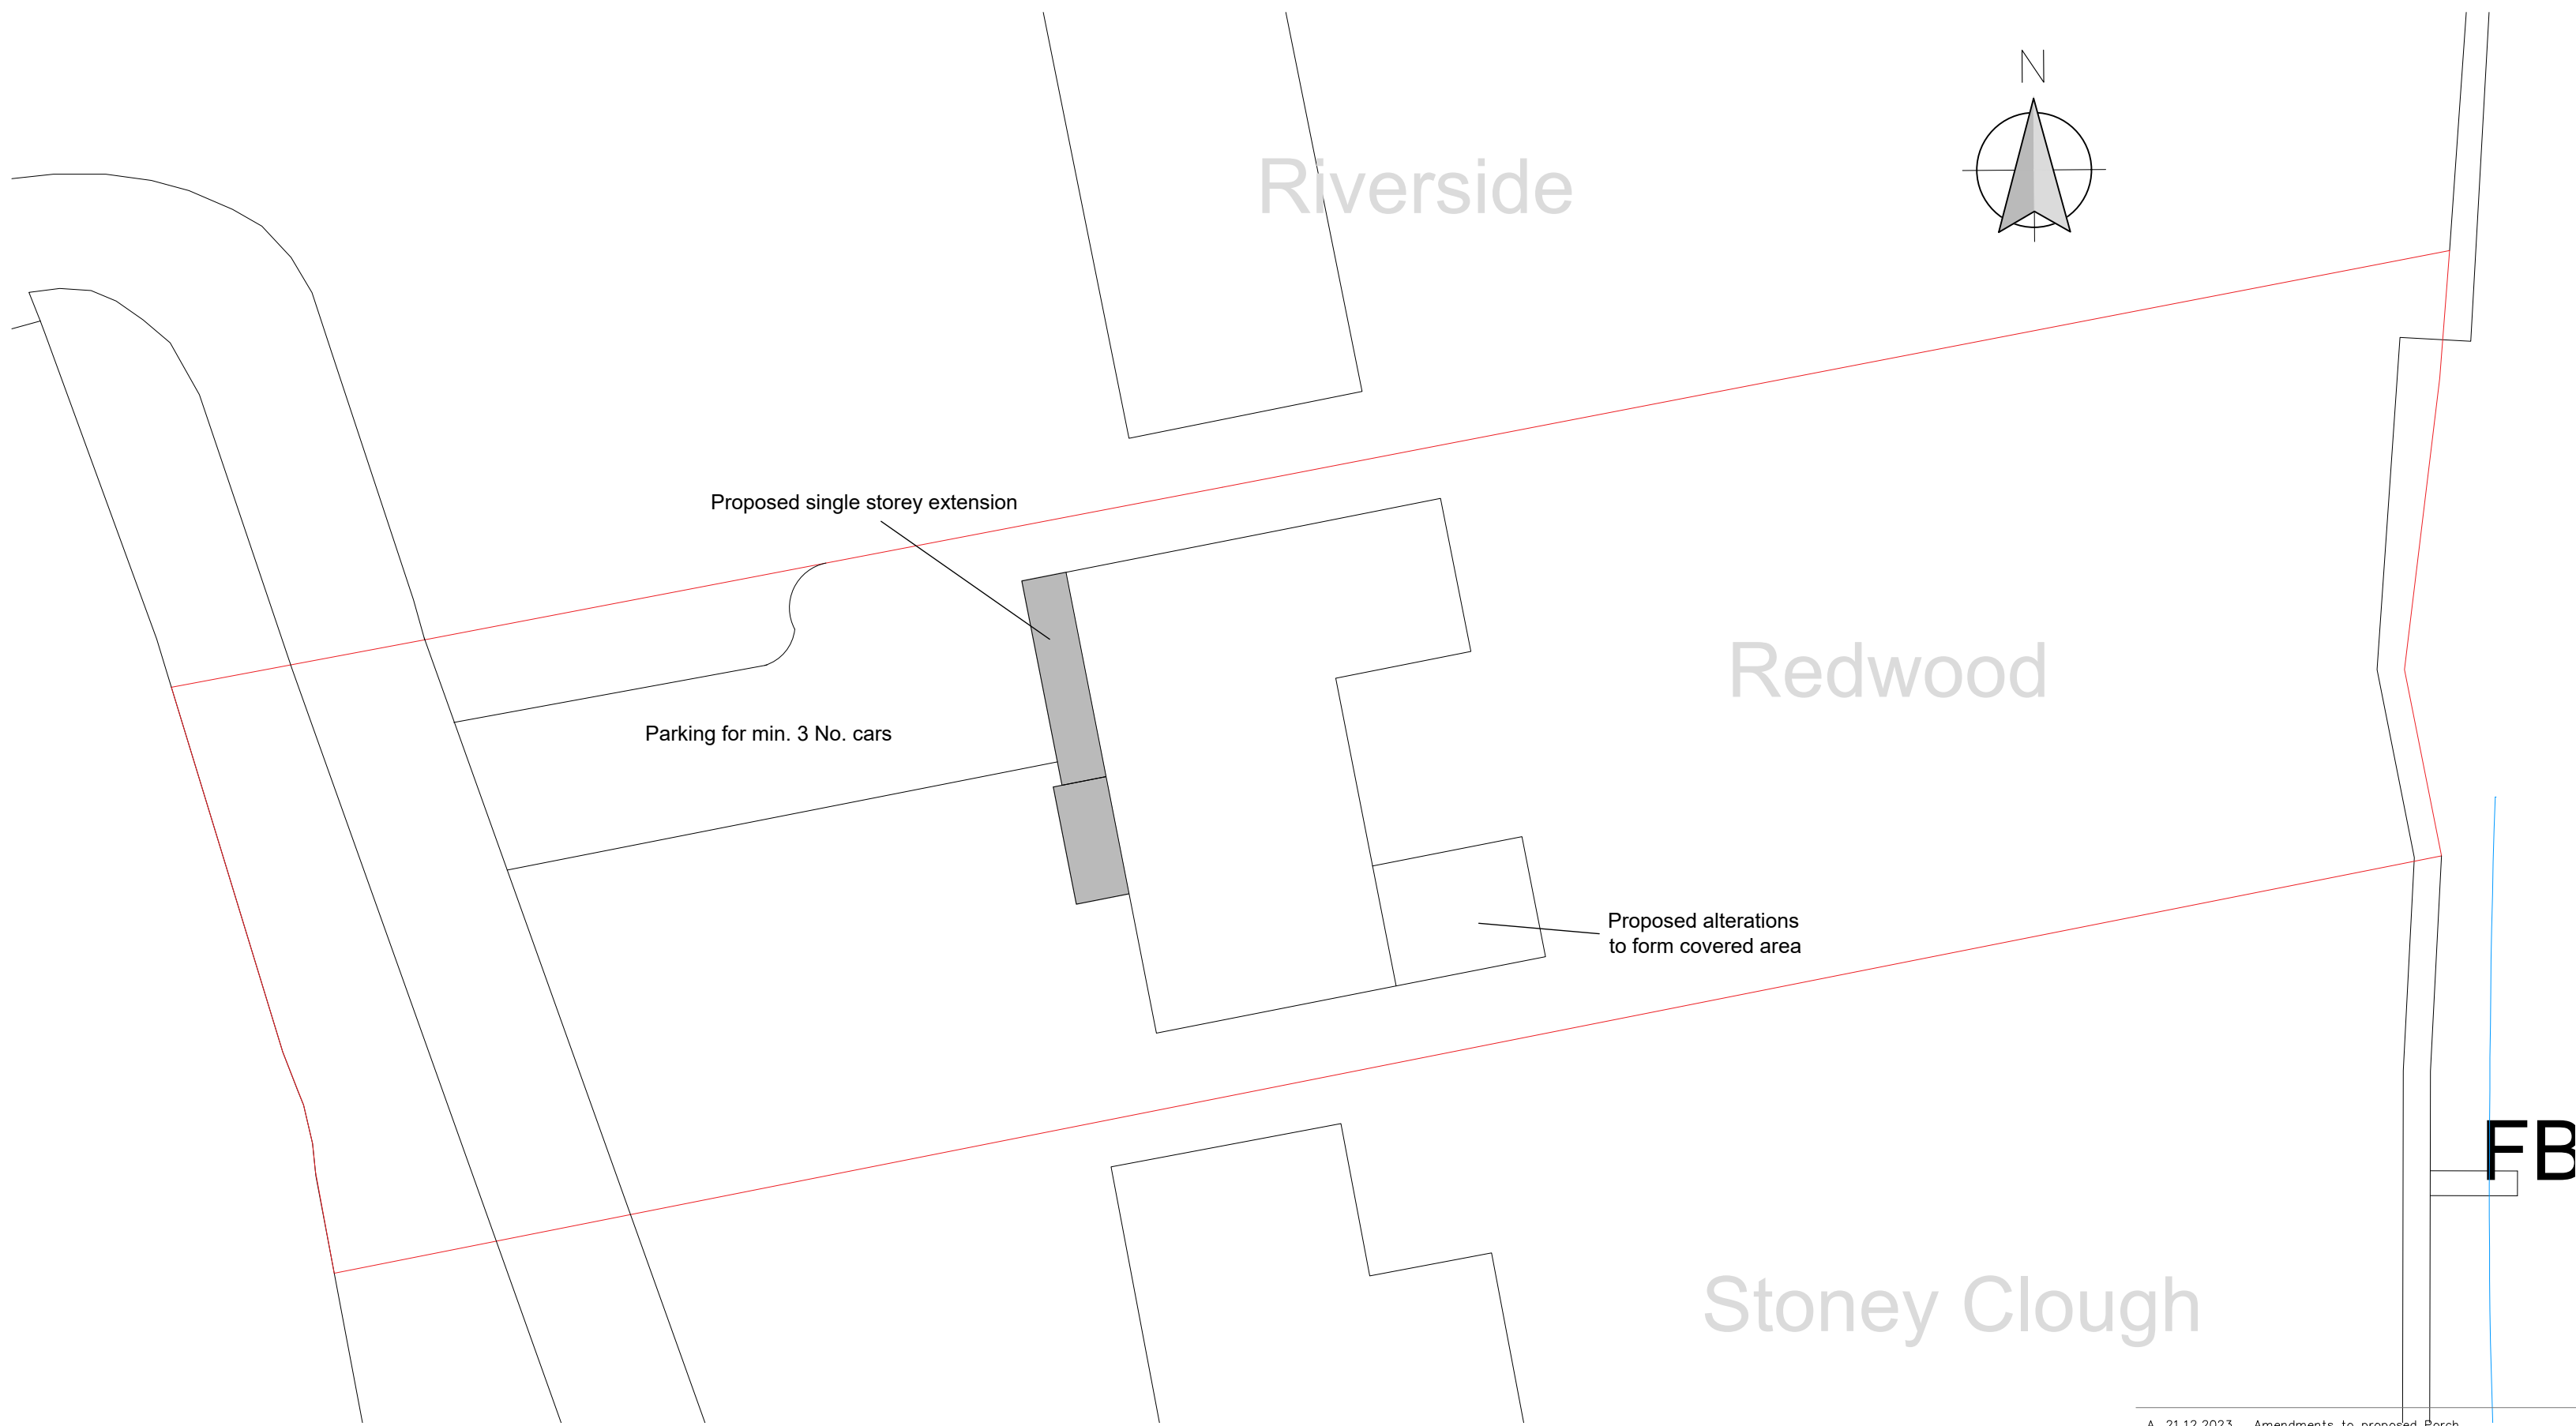 N
Riverside
Proposed single storey extension
Redwood
Parking for min. 3 No. cars
Proposed alterations
to form covered area
FB
Stoney Clough
A 21.12.2023 Amendments to proposed Porch